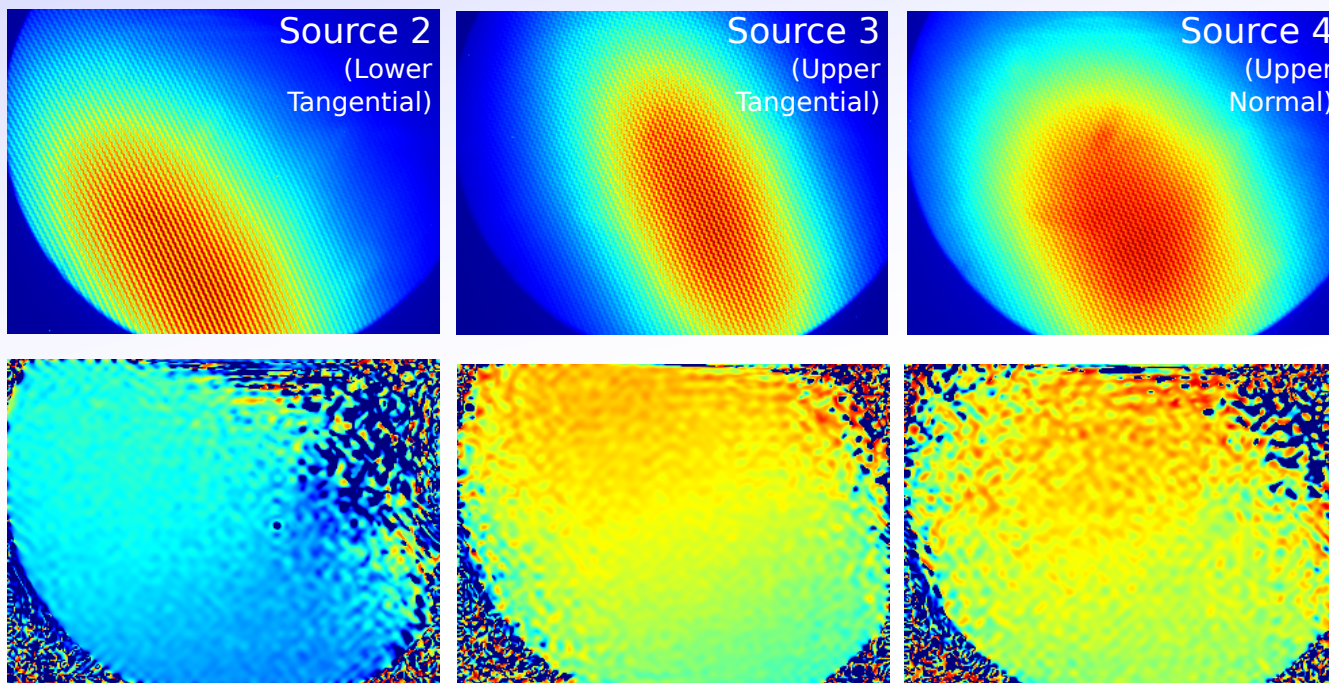 Source 2
(Lower
Tangential)
Source 3
(Upper
Tangential)
Source 4
(Upper
Normal)